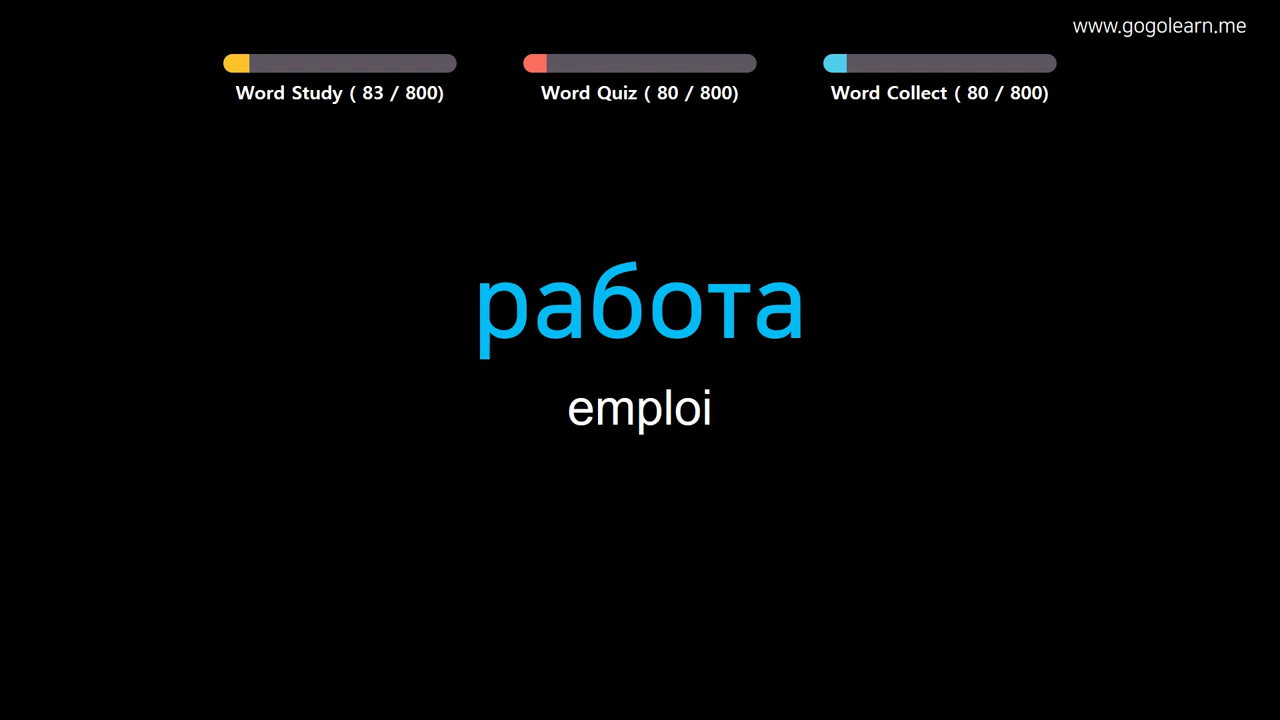 www.gogolearn.me
Word Study ( 83 / 800)
Word Quiz ( 80 / 800)
Word Collect ( 80 / 800)
работа
emploi